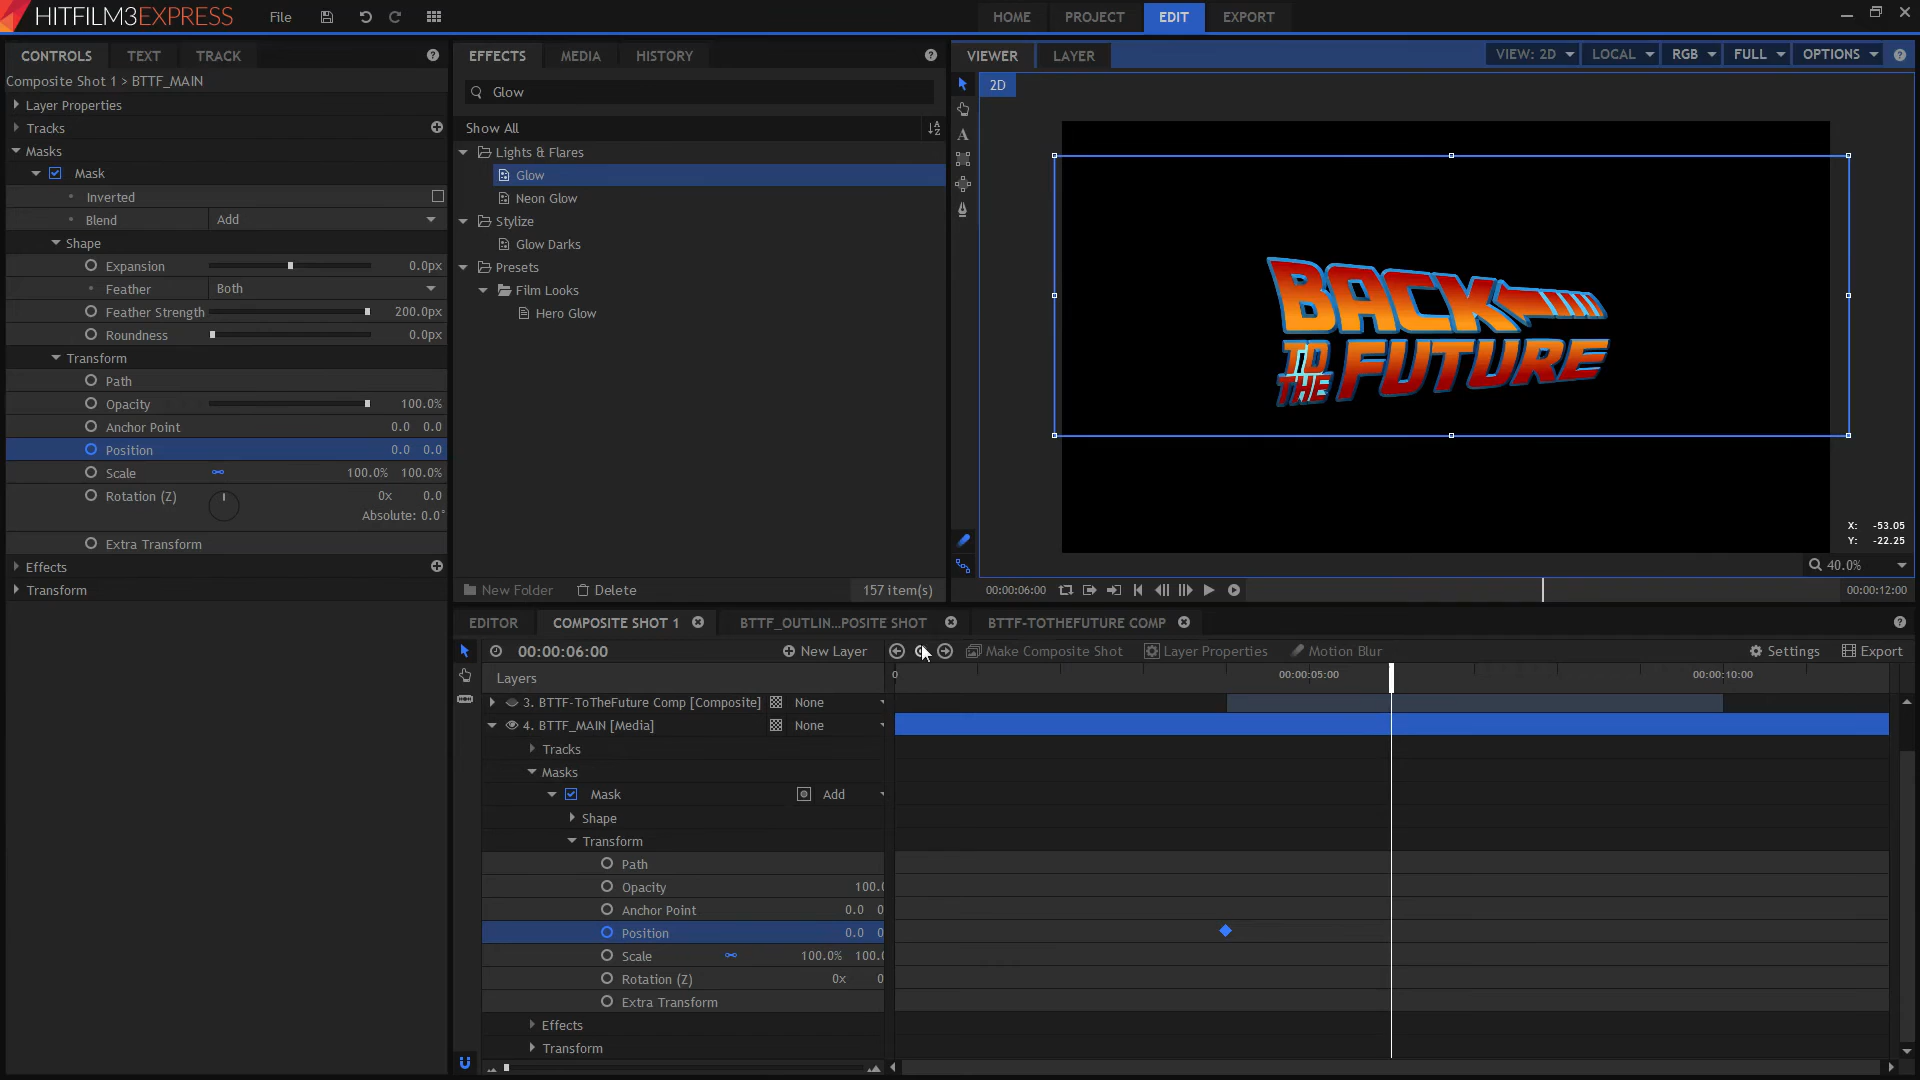 HITFILM3EXPRESS
File
HOME
PROJECT
EDIT
EXPORT
CONTROLS
TEXT
TRACK
EFFECTS
MEDIA
HISTORY
VIEWER
LAYER
VIEW: 2D
LOCAL
RGB
FULL
OPTIONS
Composite Shot 1 > BTTF_MAIN
Layer Properties
Tracks
Masks
Mask
Inverted
Blend
Add
Shape
Expansion
0.0px
Feather
Both
Feather Strength
200.0px
Roundness
0.0px
Transform
Path
Opacity
100.0%
Anchor Point
0.0 0.0
Position
0.0 0.0
Scale
100.0% 100.0%
Rotation (Z)
0x 0.0
Absolute: 0.0°
Extra Transform
Effects
Transform
Glow
Show All
Lights & Flares
Glow
Neon Glow
Stylize
Glow Darks
Presets
Film Looks
Hero Glow
New Folder
Delete
157 item(s)
2D
BACK
TO
THE
FUTURE
X: -53.05
Y: -22.25
40.0%
00:00:06:00
00:00:12:00
EDITOR
COMPOSITE SHOT 1
BTTF_OUTLIN...POSITE SHOT
BTTF-TOTHEFUTURE COMP
00:00:06:00
New Layer
Make Composite Shot
Layer Properties
Motion Blur
Settings
Export
Layers
0
00:00:05:00
00:00:10:00
3. BTTF-ToTheFuture Comp [Composite]
None
4. BTTF_MAIN [Media]
None
Tracks
Masks
Mask
Add
Shape
Transform
Path
Opacity
100.0
Anchor Point
0.0 0
Position
0.0 0
Scale
100.0% 100.0
Rotation (Z)
0x 0
Extra Transform
Effects
Transform